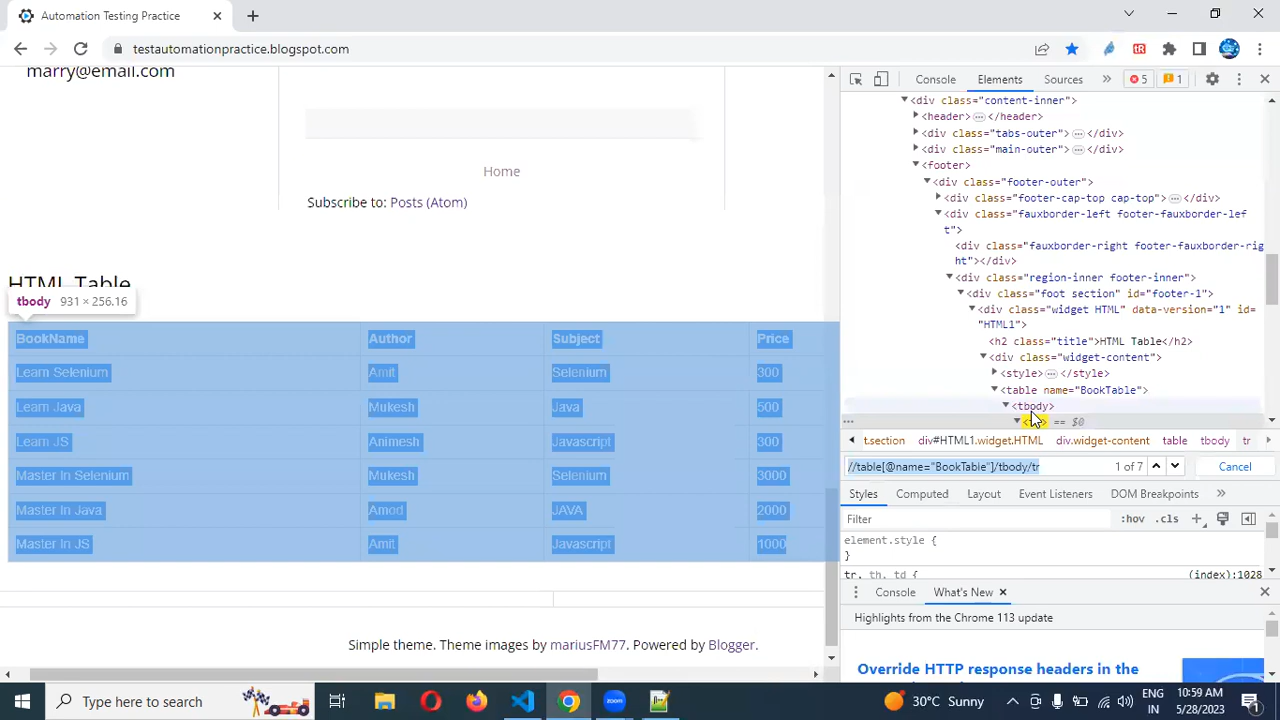 Automation Testing Practice
testautomationpractice.blogspot.com
marry@email.com
Home
Subscribe to: Posts (Atom)
HTML Table
tbody 931 × 256.16
BookName Author Subject Price
Learn Selenium Amit Selenium 300
Learn Java Mukesh Java 500
Learn JS Animesh Javascript 300
Master In Selenium Mukesh Selenium 3000
Master In Java Amod JAVA 2000
Master In JS Amit Javascript 1000
Simple theme. Theme images by mariusFM77. Powered by Blogger.
Console Elements Sources » 5 1
<div class="content-inner">
<header> … </header>
<div class="tabs-outer"> … </div>
<div class="main-outer"> … </div>
<footer>
<div class="footer-outer">
<div class="footer-cap-top cap-top"> … </div>
<div class="fauxborder-left footer-fauxborder-lef
t">
<div class="fauxborder-right footer-fauxborder-rig
ht"></div>
<div class="region-inner footer-inner">
<div class="foot section" id="footer-1">
<div class="widget HTML" data-version="1" id=
"HTML1">
<h2 class="title">HTML Table</h2>
<div class="widget-content">
<style> … </style>
<table name="BookTable">
<tbody>
== $0
t.section div#HTML1.widget.HTML div.widget-content table tbody tr
//table[@name="BookTable"]/tbody/tr 1 of 7 Cancel
Styles Computed Layout Event Listeners DOM Breakpoints »
Filter :hov .cls +
element.style {
}
tr, th, td { (index):1028
Console What's New ×
Highlights from the Chrome 113 update
Override HTTP response headers in the
Type here to search
30°C Sunny
ENG
IN
10:59 AM
5/28/2023
1